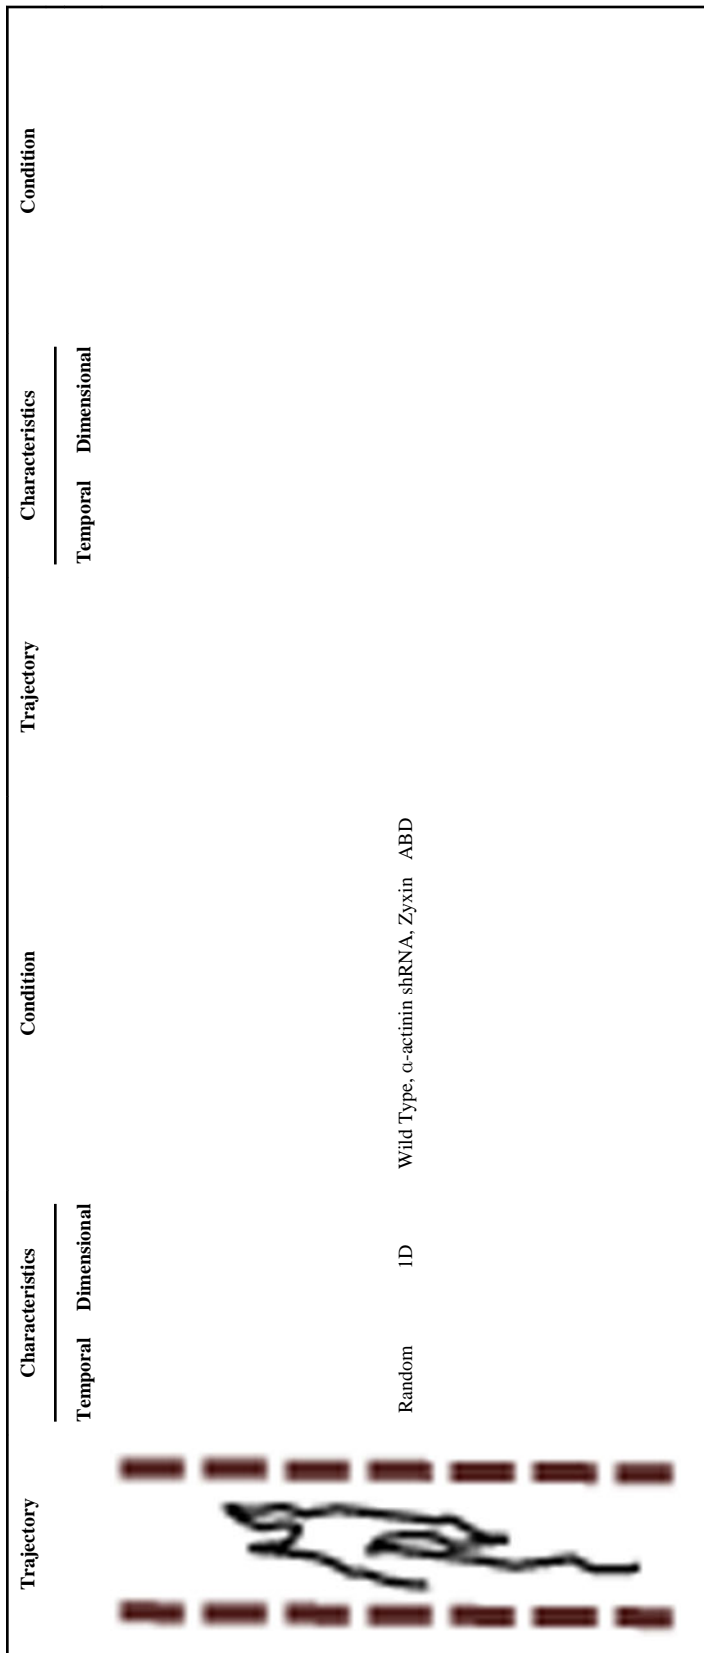 Trajectory Characteristics Condition Trajectory Characteristics Condition
Temporal Dimensional Temporal Dimensional
Random 1D Wild Type, α-actinin shRNA, Zyxin ABD